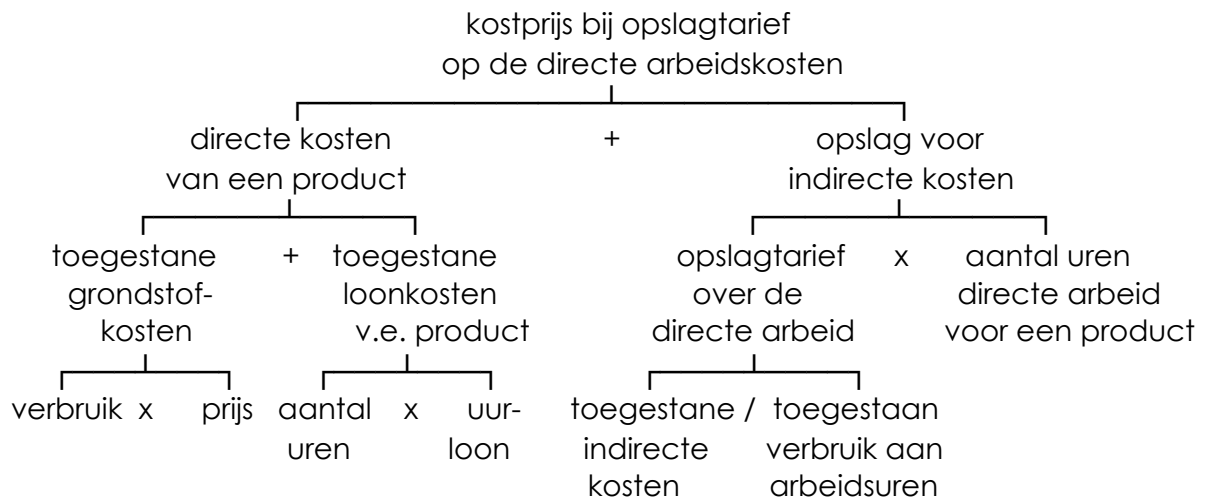 kostprijs bij opslagtarief
op de directe arbeidskosten
directe kosten + opslag voor
van een product indirecte kosten
toegestane + toegestane opslagtarief x aantal uren
grondstof- loonkosten over de directe arbeid
kosten v.e. product directe arbeid voor een product
verbruik x prijs aantal x uur- toegestane / toegestaan
uren loon indirecte verbruik aan
kosten arbeidsuren